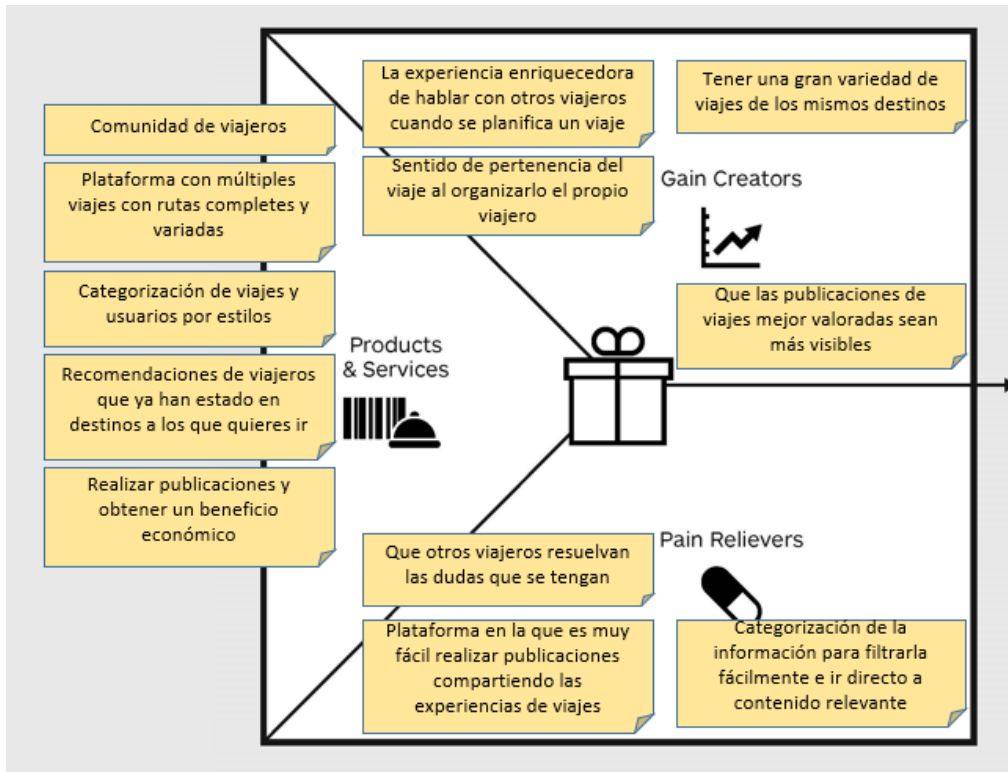 Comunidad de viajeros
Plataforma con múltiples
viajes con rutas completes y
variadas
Categorización de viajes y
usuarios por estilos
Recomendaciones de viajeros
que ya han estado en
destinos a los que quieres ir
Realizar publicaciones y
obtener un beneficio
económico
Products
& Services
La experiencia enriquecedora
de hablar con otros viajeros
cuando se planifica un viaje
Tener una gran variedad de
viajes de los mismos destinos
Sentido de pertenencia del
viaje al organizarlo el propio
viajero
Gain Creators
Que las publicaciones de
viajes mejor valoradas sean
más visibles
Pain Relievers
Que otros viajeros resuelvan
las dudas que se tengan
Plataforma en la que es muy
fácil realizar publicaciones
compartiendo las
experiencias de viajes
Categorización de la
información para filtrarla
fácilmente e ir directo a
contenido relevante